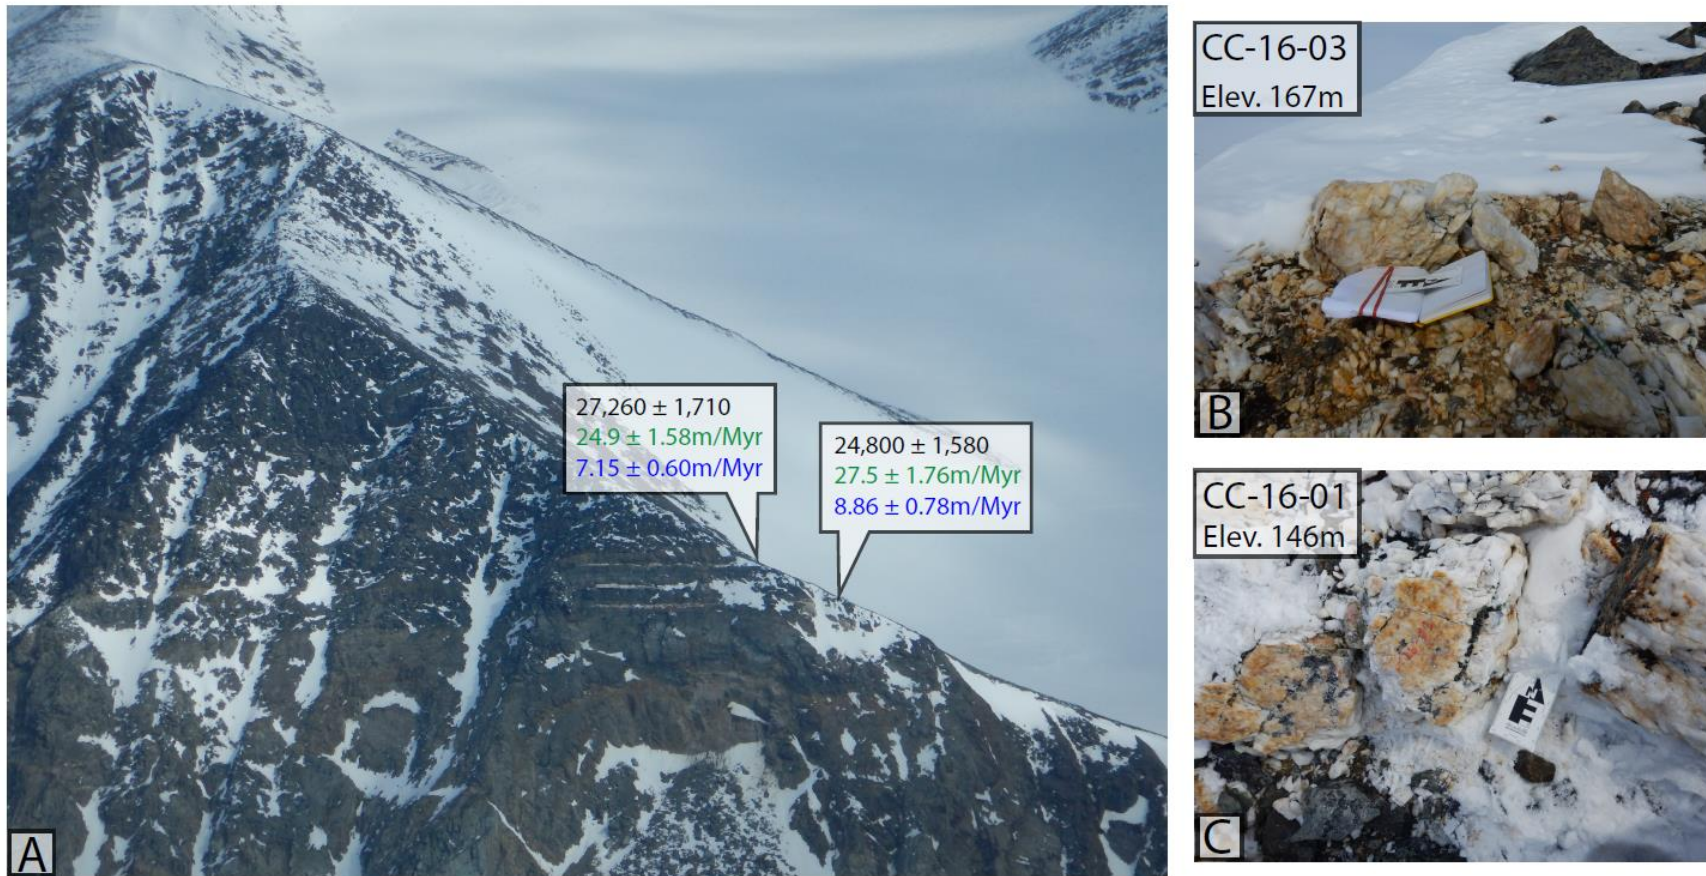 27,260 ± 1,710
24.9 ± 1.58m/Myr
7.15 ± 0.60m/Myr
24,800 ± 1,580
27.5 ± 1.76m/Myr
8.86 ± 0.78m/Myr
A
CC-16-03
Elev. 167m
B
CC-16-01
Elev. 146m
C